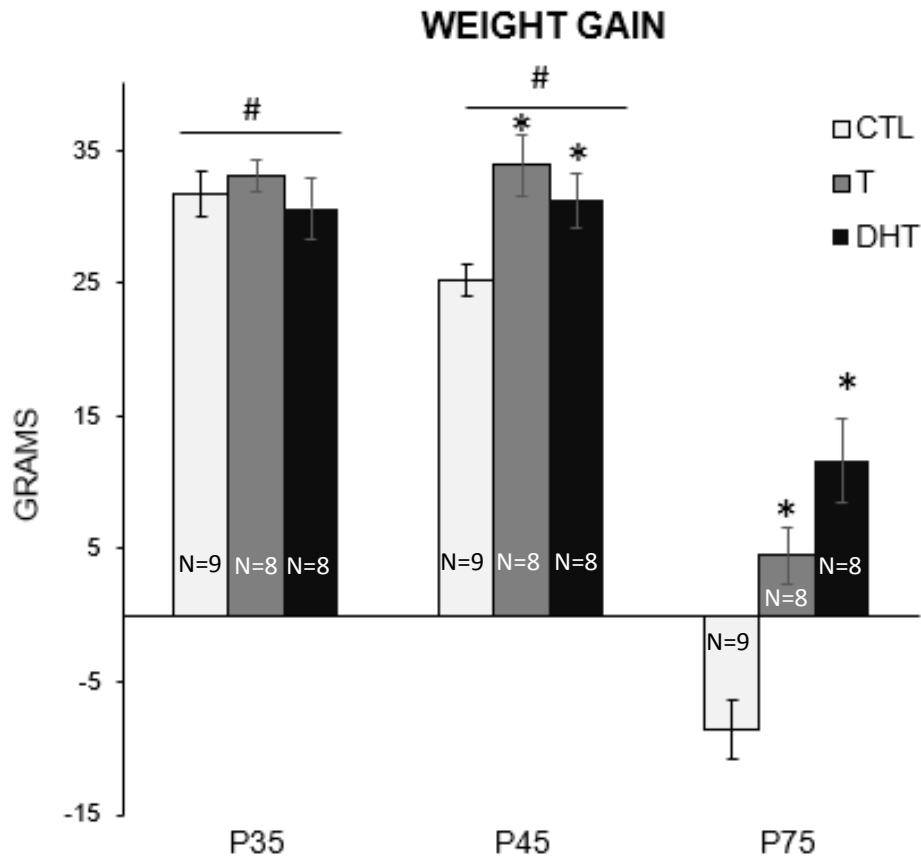 WEIGHT GAIN
#
#
*
*
*
*
CTL
T
DHT
GRAMS
35
25
15
5
-5
-15
N=9
N=8
N=8
N=9
N=8
N=8
N=9
N=8
N=8
P35
P45
P75